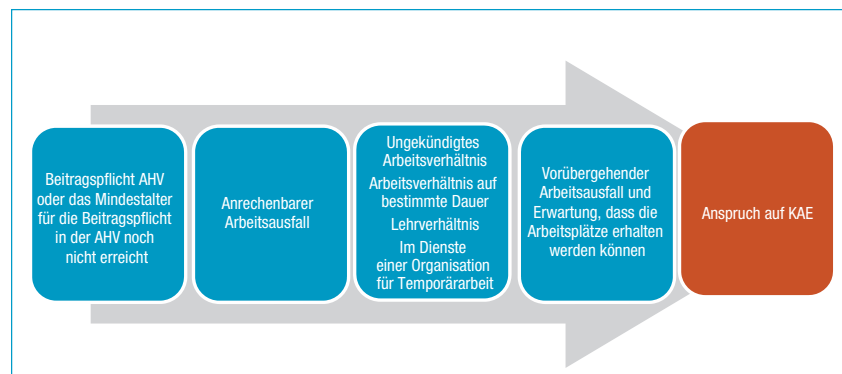 Beitragspflicht AHV
oder das Mindestalter
für die Beitragspflicht
in der AHV noch
nicht erreicht
Anrechenbarer
Arbeitsausfall
Ungekündigtes
Arbeitsverhältnis
Arbeitsverhältnis auf
bestimmte Dauer
Lehrverhältnis
Im Dienste
einer Organisation
für Temporärarbeit
Vorübergehender
Arbeitsausfall und
Erwartung, dass die
Arbeitsplätze erhalten
werden können
Anspruch auf KAE